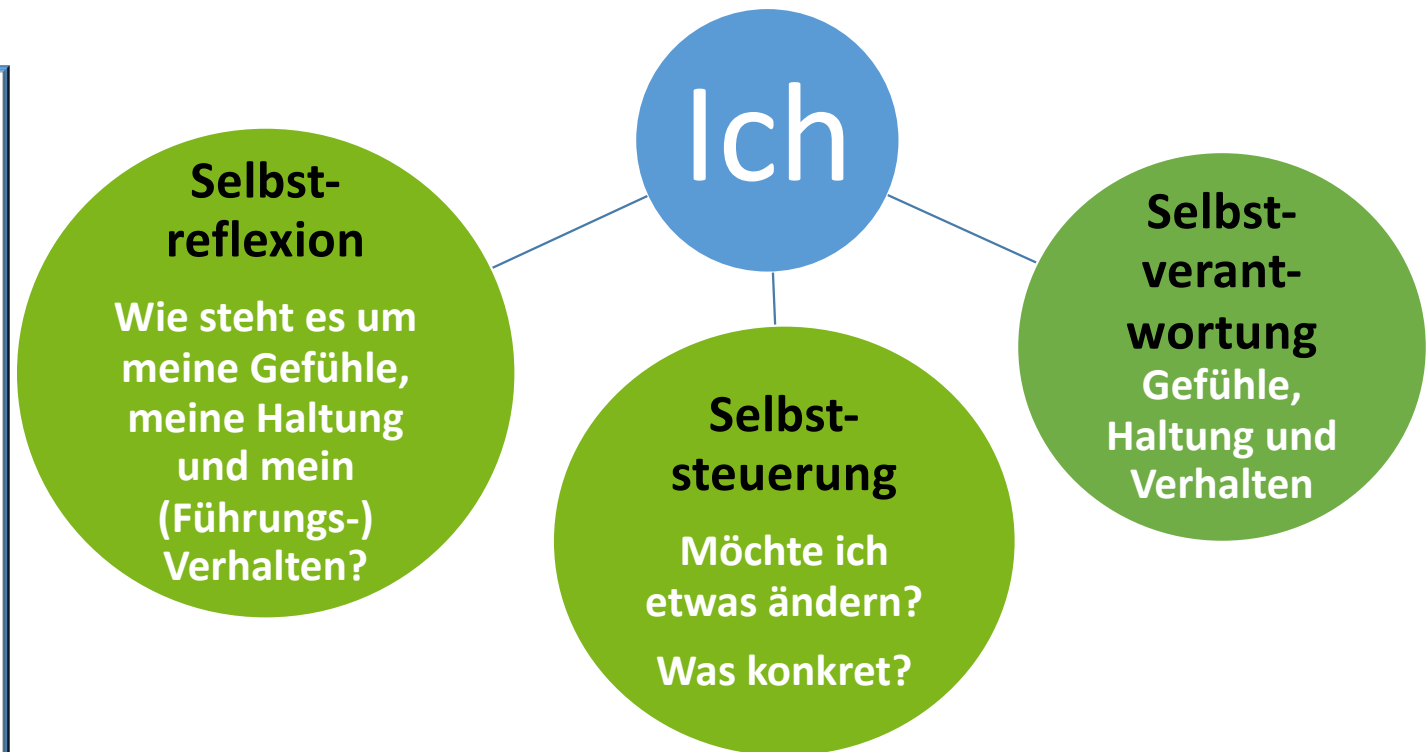 Ich
Selbst-
reflexion
Wie steht es um
meine Gefühle,
meine Haltung
und mein
(Führungs-)
Verhalten?
Selbst-
steuerung
Möchte ich
etwas ändern?
Was konkret?
Selbst-
verant-
wortung
Gefühle,
Haltung und
Verhalten